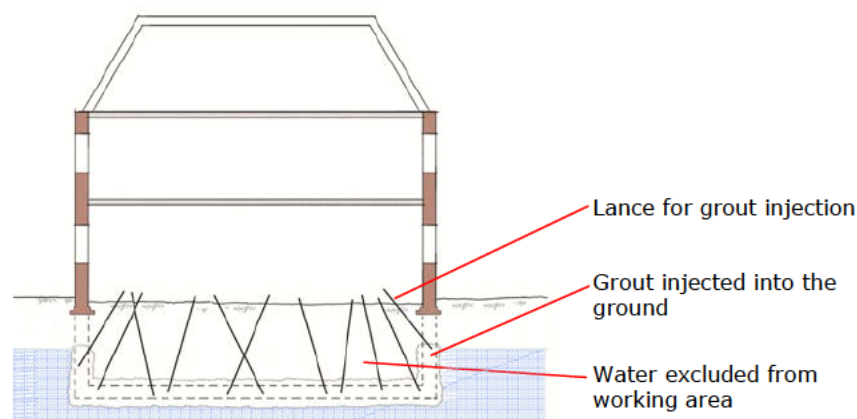 Lance for grout injection
Grout injected into the
ground
Water excluded from
working area